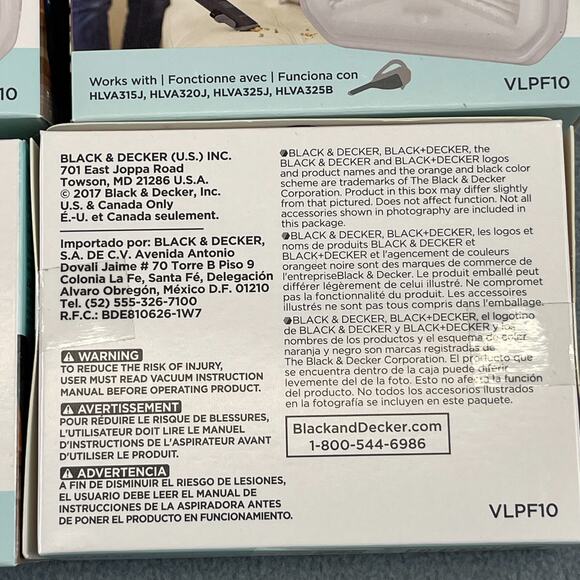 10
Works with | Fonctionne avec | Funciona con
HLVA315J, HLVA320J, HLVA325J, HLVA325B
VLPF10
BLACK & DECKER (U.S.) INC.
701 East Joppa Road
Towson, MD 21286 U.S.A.
© 2017 Black & Decker, Inc.
U.S. & Canada Only
É.-U. et Canada seulement.
Importado por: BLACK & DECKER,
S.A. DE C.V. Avenida Antonio
Dovali Jaime # 70 Torre B Piso 9
Colonia La Fe, Santa Fé, Delegación
Alvaro Obregón, México D.F. 01210
Tel. (52) 555-326-7100
R.F.C.: BDE810626-1W7
WARNING
TO REDUCE THE RISK OF INJURY,
USER MUST READ VACUUM INSTRUCTION
MANUAL BEFORE OPERATING PRODUCT.
AVERTISSEMENT
POUR RÉDUIRE LE RISQUE DE BLESSURES,
L'UTILISATEUR DOIT LIRE LE MANUEL
D'INSTRUCTIONS DE L'ASPIRATEUR AVANT
D'UTILISER LE PRODUIT.
ADVERTENCIA
A FIN DE DISMINUIR EL RIESGO DE LESIONES,
EL USUARIO DEBE LEER EL MANUAL DE
INSTRUCCIONES DE LA ASPIRADORA ANTES
DE PONER EL PRODUCTO EN FUNCIONAMIENTO.
BLACK & DECKER, BLACK+DECKER, the
BLACK & DECKER and BLACK+DECKER logos
and product names and the orange and black color
scheme are trademarks of The Black & Decker
Corporation. Product in this box may differ slightly
from that pictured. Does not affect function. Not all
accessories shown in photography are included in
this package.
BLACK & DECKER, BLACK+DECKER, les logos et
noms de produits BLACK & DECKER et
BLACK+DECKER et l'agencement de couleurs
orangeet noire sont des marques de commerce de
l'entrepriseBlack & Decker. Le produit emballé peut
différer légèrement de celui illustré. Ne compromet
pas la fonctionnalité du produit. Les accessoires
illustrés ne sont pas tous compris dans l'emballage.
BLACK & DECKER, BLACK+DECKER, el logotino
de BLACK & DECKER y BLACK+DECKER y los
nombres de los productos y el esquema de color
naranja y negro son marcas registradas de
The Black & Decker Corporation. El producto que
se encuentra dentro de la caja puede diferir
levemente del de la foto. Esto no afecta la función
del producto. No todos los accesorios ilustrados
en la fotografía se incluyen en este paquete.
BlackandDecker.com
1-800-544-6986
VLPF10